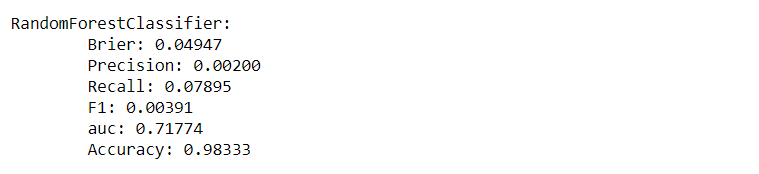 RandomForestClassifier:
Brier: 0.04947
Precision: 0.00200
Recall: 0.07895
F1: 0.00391
auc: 0.71774
Accuracy: 0.98333